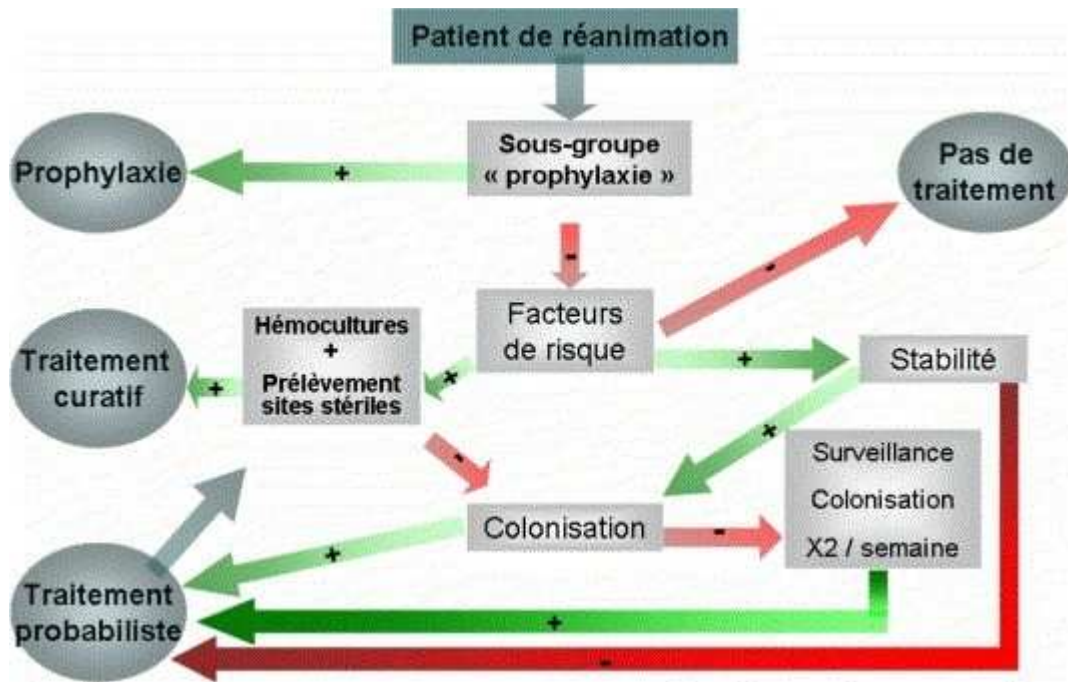 Patient de réanimation
Sous-groupe
« prophylaxie »
Prophylaxie
+
Pas de
traitement
-
-
Facteurs
de risque
Hémocultures
+
Prélèvement
sites stériles
Traitement
curatif
+
+
+
Stabilité
+
-
Surveillance
Colonisation
X2 / semaine
Colonisation
-
+
Traitement
probabiliste
+
-